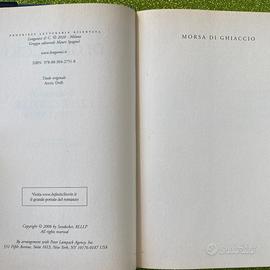 PROPRIETÀ LETTERARIA RISERVATA
Longanesi & C. © 2010 - Milano
Gruppo editoriale Mauri Spagnol
www.longanesi.it
ISBN 978-88-304-2751-8
Titolo originale
Arctic Drift
Visita www.InfiniteStorie.it
il grande portale del romanzo
Copyright © 2008 by Sandecker, RLLLP
All rights reserved
By arrangement with Peter Lampack Agency, Inc.
551 Fifth Avenue, Suite 1613, New York, NY 10176-0187 USA
MORSA DI GHIACCIO
subito